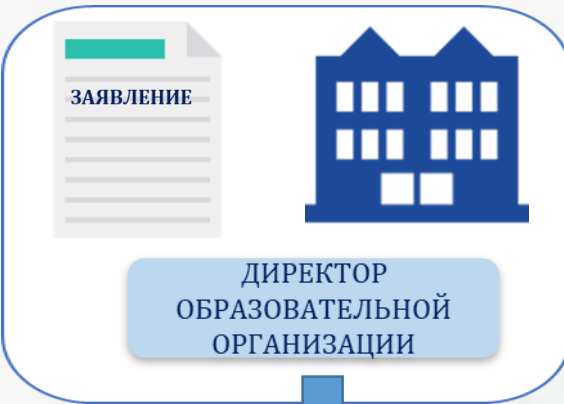 ЗАЯВЛЕНИЕ
ДИРЕКТОР
ОБРАЗОВАТЕЛЬНОЙ
ОРГАНИЗАЦИИ